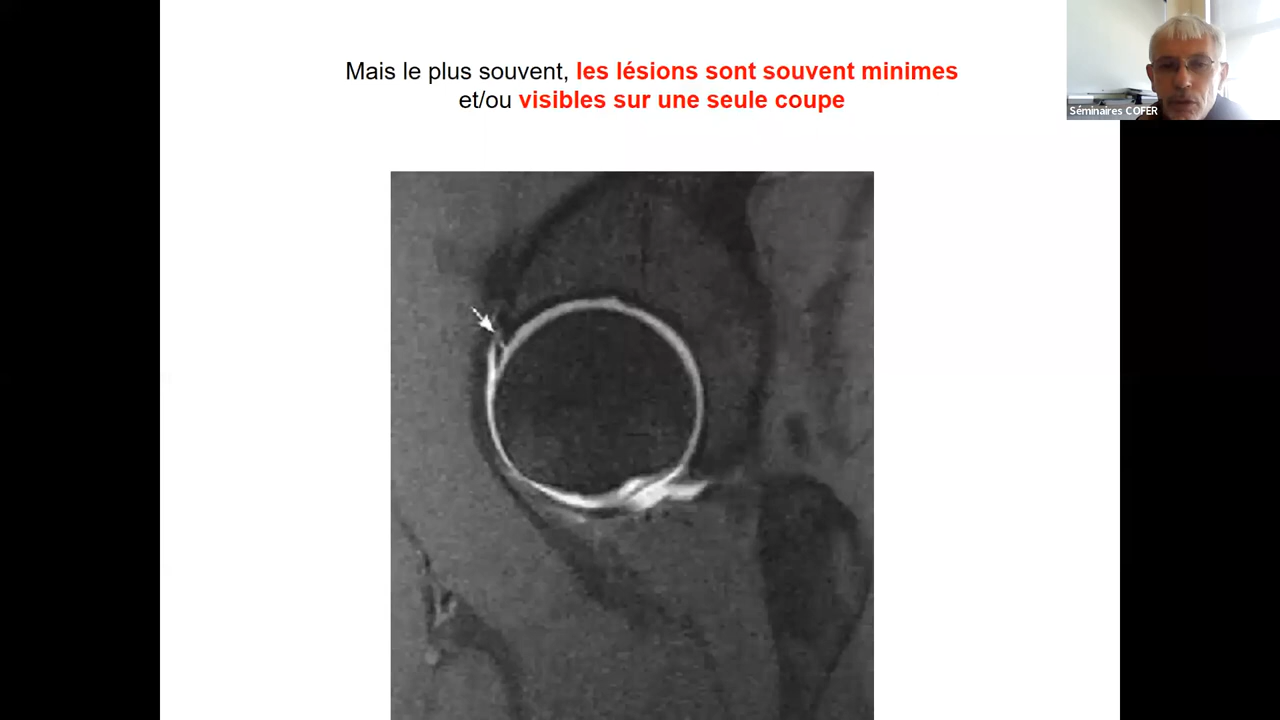 Mais le plus souvent, les lésions sont souvent minimes
et/ou visibles sur une seule coupe
Séminaires COFER